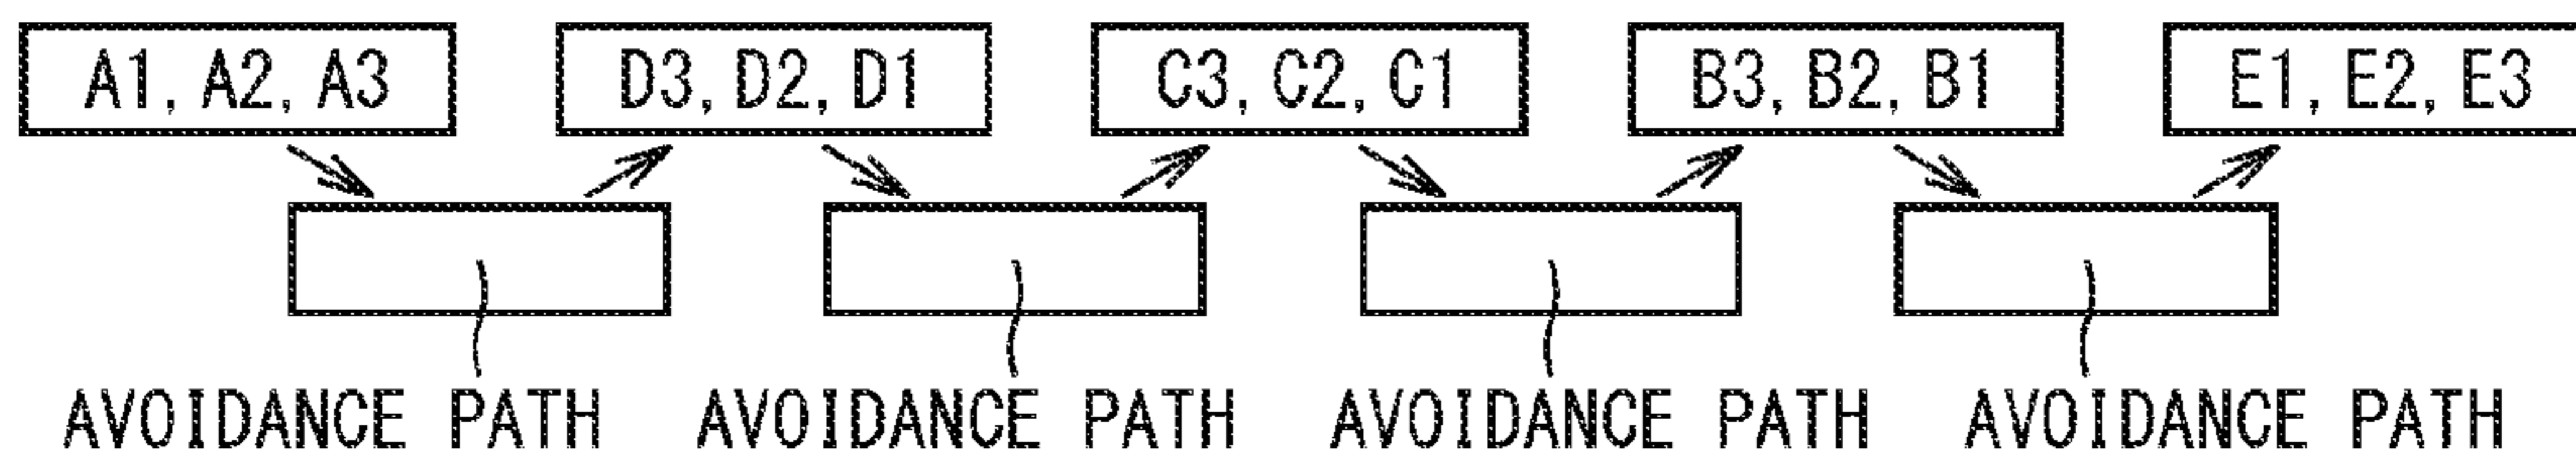 A1, A2, A3 D3, D2, D1 C3, C2, C1 B3, B2, B1 E1, E2, E3
AVOIDANCE PATH AVOIDANCE PATH AVOIDANCE PATH AVOIDANCE PATH